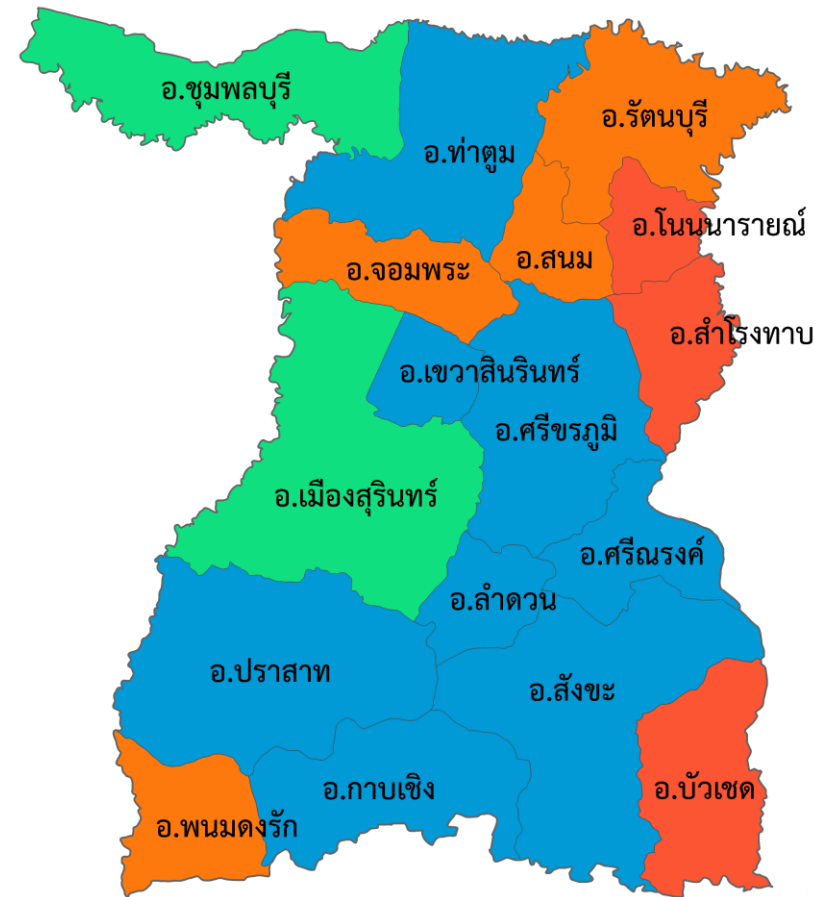 อ.ชุมพลบุรี
อ.รัตนบุรี
อ.ท่าตูม
อ.โนนนารายณ์
อ.สนม
อ.จอมพระ
อ.สำโรงทาบ
อ.เขวาสินรินทร์
อ.ศรีขรภูมิ
อ.เมืองสุรินทร์
อ.ศรีณรงค์
อ.ลำดวน
อ.ปราสาท
อ.สังขะ
อ.กาบเชิง
อ.บัวเชด
อ.พนมดงรัก